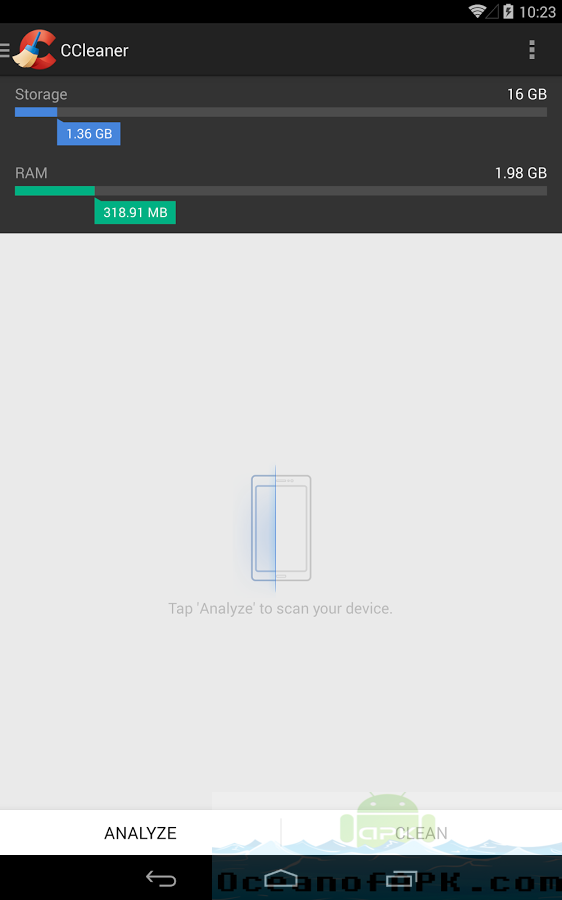 10:23
CCleaner
Storage 16 GB
1.36 GB
RAM 1.98 GB
318.91 MB
Tap 'Analyze' to scan your device.
ANALYZE CLEAN
APK
OceanofAPK.com